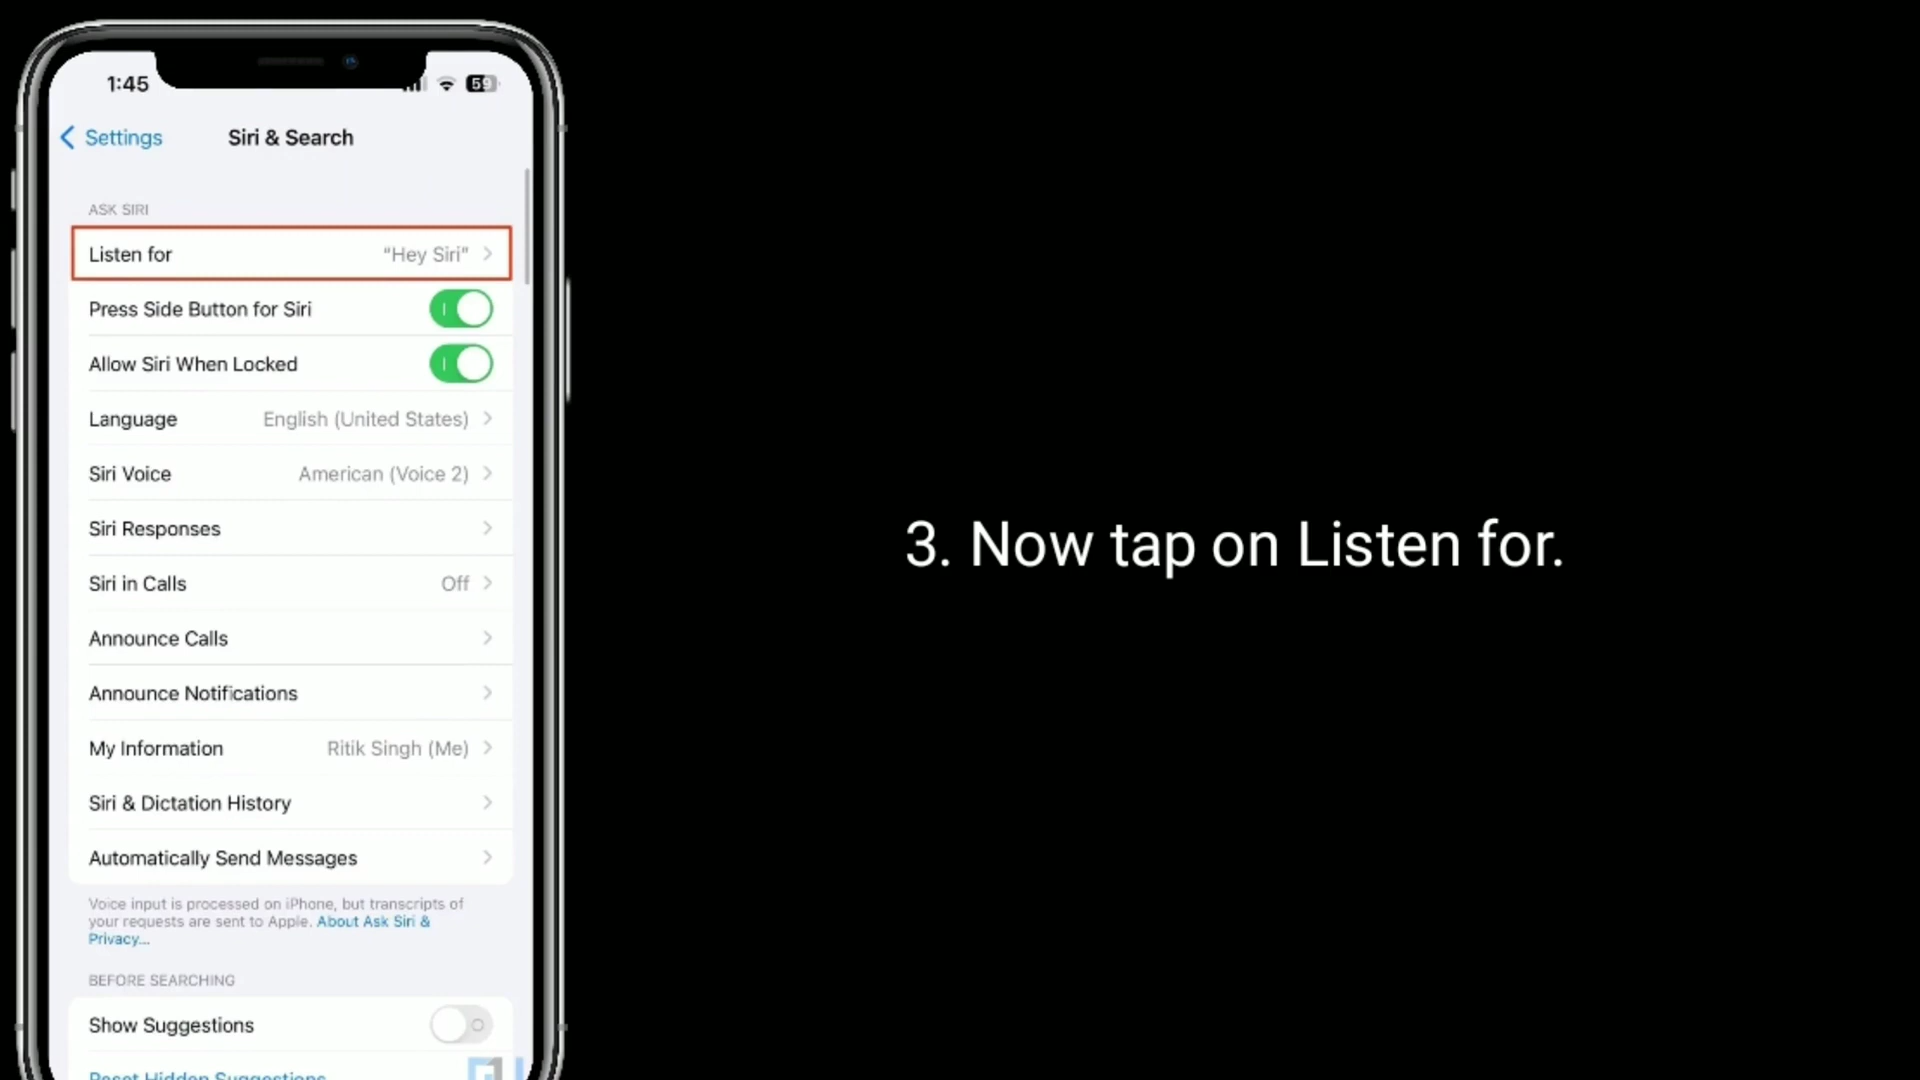 1:45
59
Settings
Siri & Search
ASK SIRI
Listen for "Hey Siri"
Press Side Button for Siri
Allow Siri When Locked
Language English (United States)
Siri Voice American (Voice 2)
Siri Responses
Siri in Calls Off
Announce Calls
Announce Notifications
My Information Ritik Singh (Me)
Siri & Dictation History
Automatically Send Messages
Voice input is processed on iPhone, but transcripts of
your requests are sent to Apple. About Ask Siri &
Privacy...
BEFORE SEARCHING
Show Suggestions
Reset Hidden Suggestions
3. Now tap on Listen for.